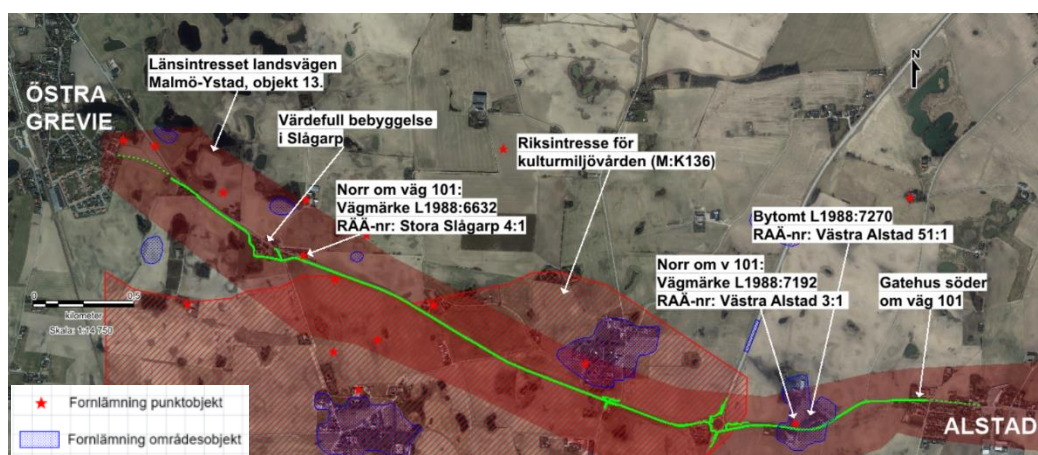 Länsintresset landsvägen
Malmö-Ystad, objekt 13.
N
ÖSTRA
GREVIE
Värdefull bebyggelse
i Slågarp
Riksintresse för
kulturmiljövården (M:K136)
Norr om väg 101:
Vägmärke L1988:6632
RAÄ-nr: Stora Slågarp 4:1
Bytomt L1988:7270
RAÄ-nr: Västra Alstad 51:1
Norr om v 101:
Vägmärke L1988:7192
RAÄ-nr: Västra Alstad 3:1
Gatehus söder
om väg 101
0 0,5
kilometer
Skala: 1:14 750
Fornlämning punktobjekt
Fornlämning områdesobjekt
ALSTAD